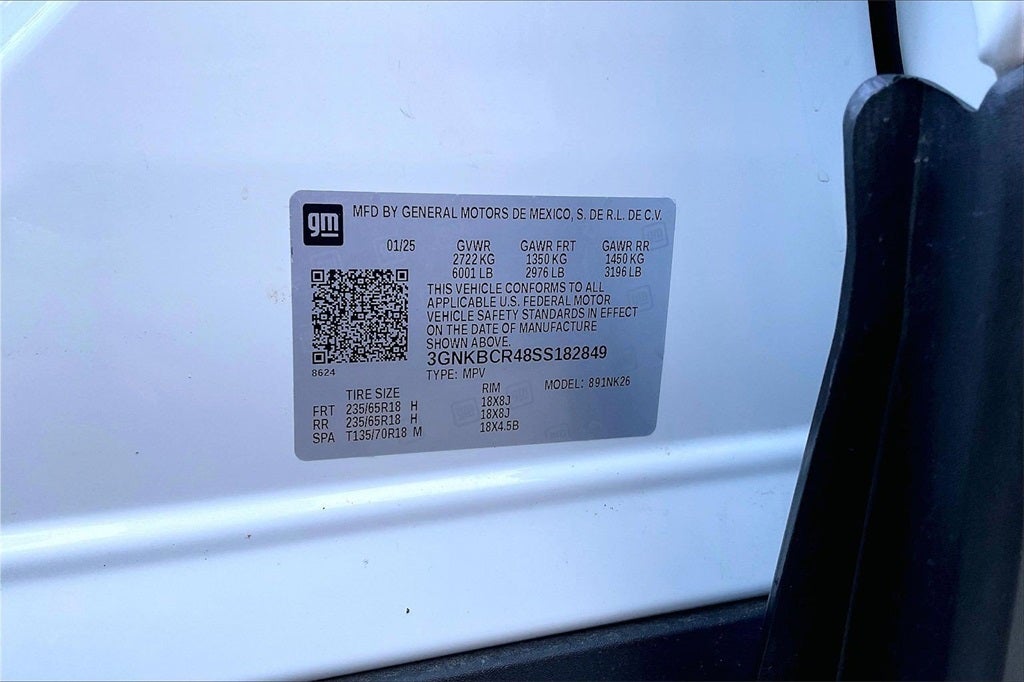 gm MFD BY GENERAL MOTORS DE MEXICO, S. DE R.L. DE C.V.
01/25 GVWR GAWR FRT GAWR RR
2722 KG 1350 KG 1450 KG
6001 LB 2976 LB 3196 LB
THIS VEHICLE CONFORMS TO ALL
APPLICABLE U.S. FEDERAL MOTOR
VEHICLE SAFETY STANDARDS IN EFFECT
ON THE DATE OF MANUFACTURE
SHOWN ABOVE.
3GNKBCR48SS182849
8624 TYPE: MPV MODEL: 891NK26
TIRE SIZE RIM
FRT 235/65R18 H 18X8J
RR 235/65R18 H 18X8J
SPA T135/70R18 M 18X4.5B